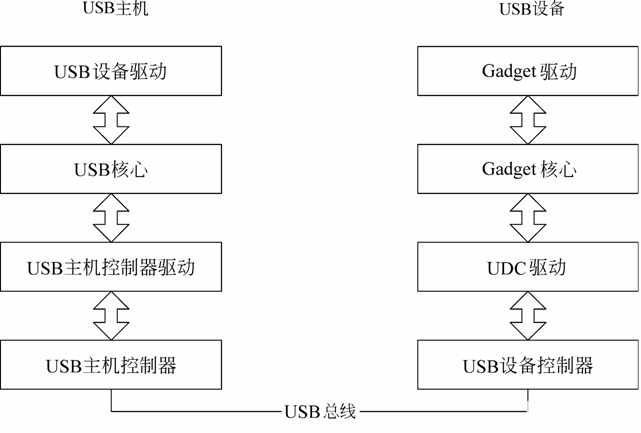 USB主机
USB设备
USB设备驱动
Gadget 驱动
USB核心
Gadget 核心
USB主机控制器驱动
UDC 驱动
USB主机控制器
USB设备控制器
USB总线